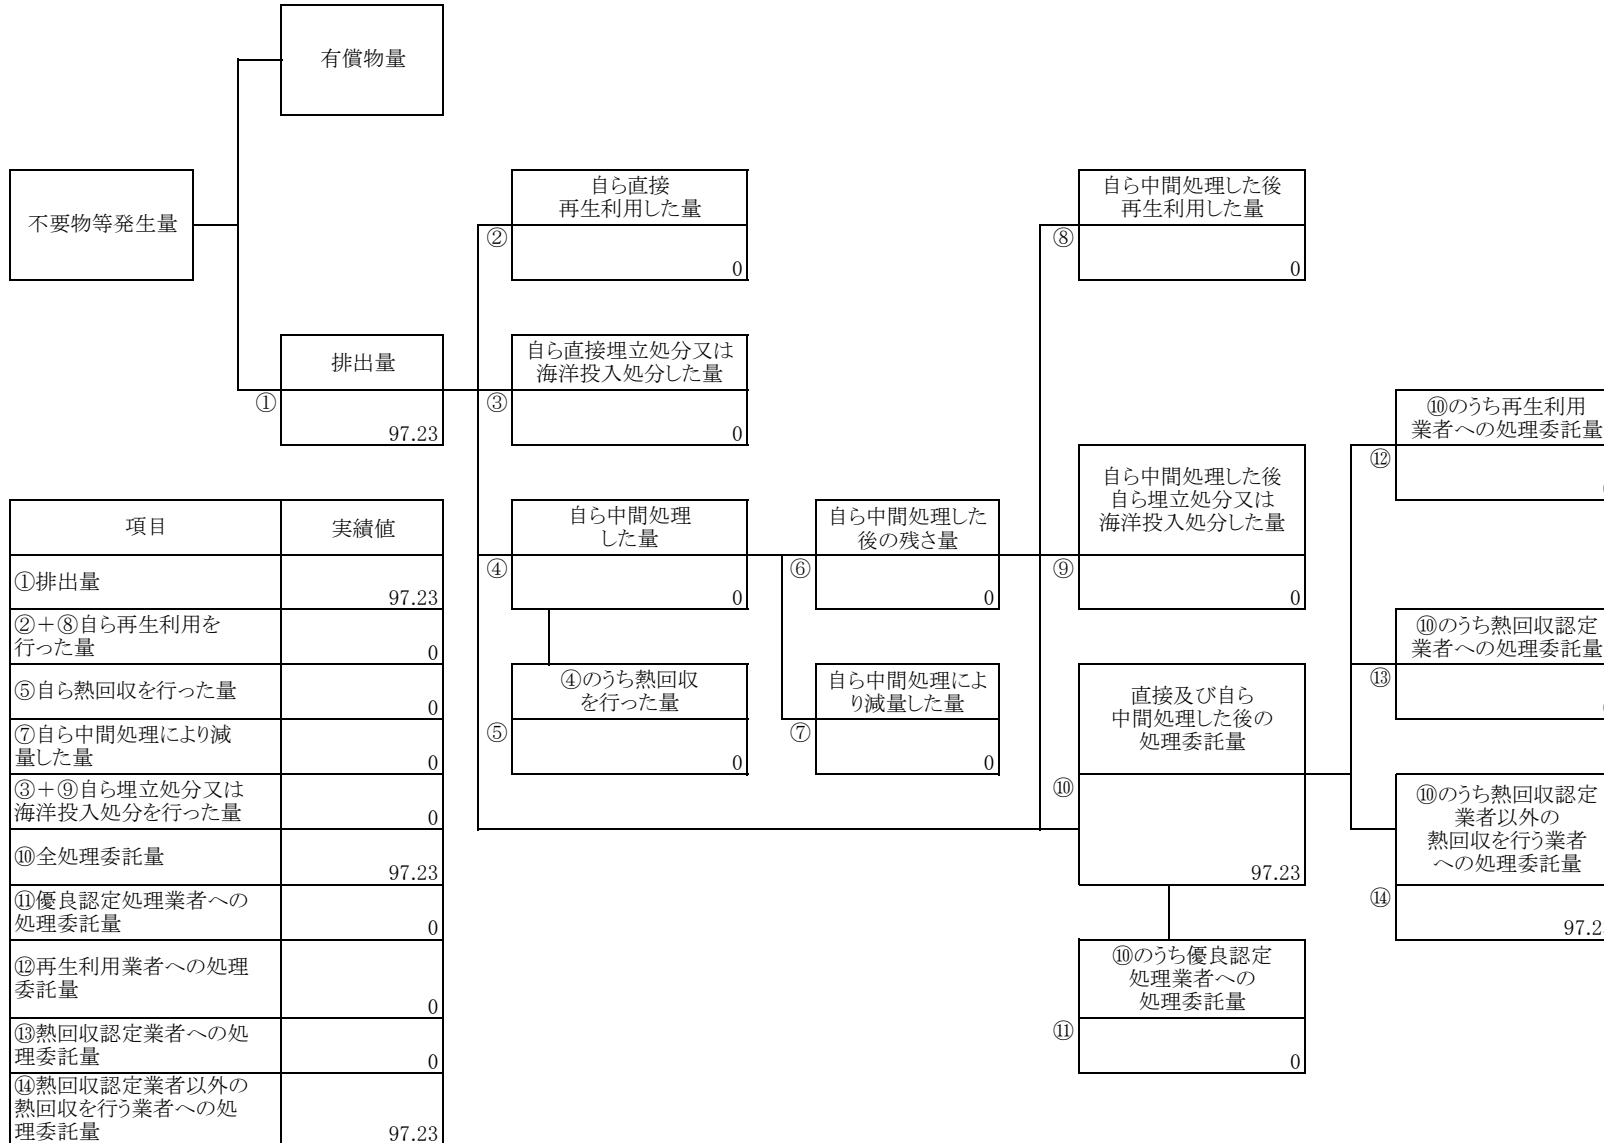 有償物量
不要物等発生量
排出量
①
97.23
自ら直接
再生利用した量
②
0
自ら直接埋立処分又は
海洋投入処分した量
③
0
自ら中間処理
した量
④
0
④のうち熱回収
を行った量
⑤
0
自ら中間処理した
後の残さ量
⑥
0
自ら中間処理によ
り減量した量
⑦
0
自ら中間処理した後
再生利用した量
⑧
0
自ら中間処理した後
自ら埋立処分又は
海洋投入処分した量
⑨
0
直接及び自ら
中間処理した後の
処理委託量
⑩
97.23
⑩のうち優良認定
処理業者への
処理委託量
⑪
0
⑩のうち再生利用
業者への処理委託量
⑫
⑩のうち熱回収認定
業者への処理委託量
⑬
⑩のうち熱回収認定
業者以外の
熱回収を行う業者
への処理委託量
⑭
97.2
項目 実績値
①排出量
97.23
②＋⑧自ら再生利用を
行った量
0
⑤自ら熱回収を行った量
0
⑦自ら中間処理により減
量した量
0
③＋⑨自ら埋立処分又は
海洋投入処分を行った量
0
⑩全処理委託量
97.23
⑪優良認定処理業者への
処理委託量
0
⑫再生利用業者への処理
委託量
0
⑬熱回収認定業者への処
理委託量
0
⑭熱回収認定業者以外の
熱回収を行う業者への処
理委託量
97.23